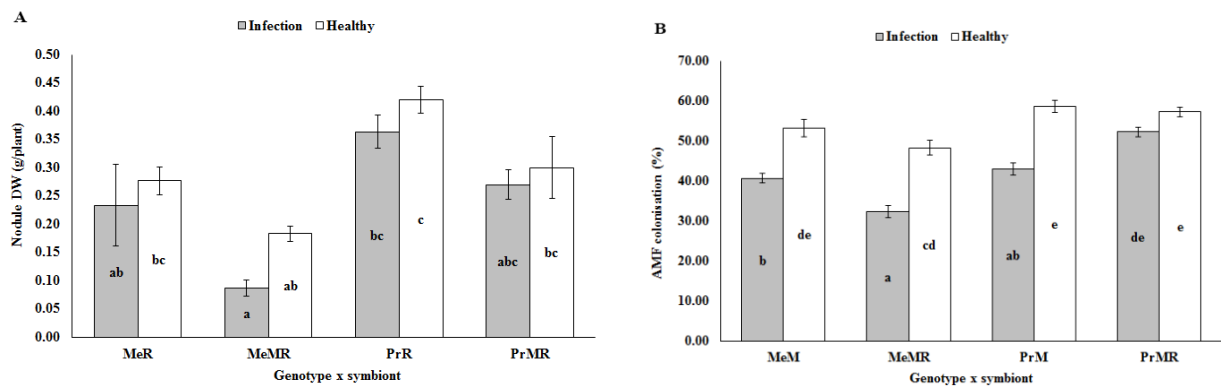 A
Infection Healthy
0.50
0.45
0.40
0.35
0.30
0.25
0.20
0.15
0.10
0.05
0.00
Nodule DW (g/plant)
ab bc a ab bc c abc bc
MeR MeMR PrR PrMR
Genotype x symbiont
B
Infection Healthy
70.00
60.00
50.00
40.00
30.00
20.00
10.00
0.00
AMF colonisation (%)
b de a cd ab e de e
MeM MeMR PrM PrMR
Genotype x symbiont